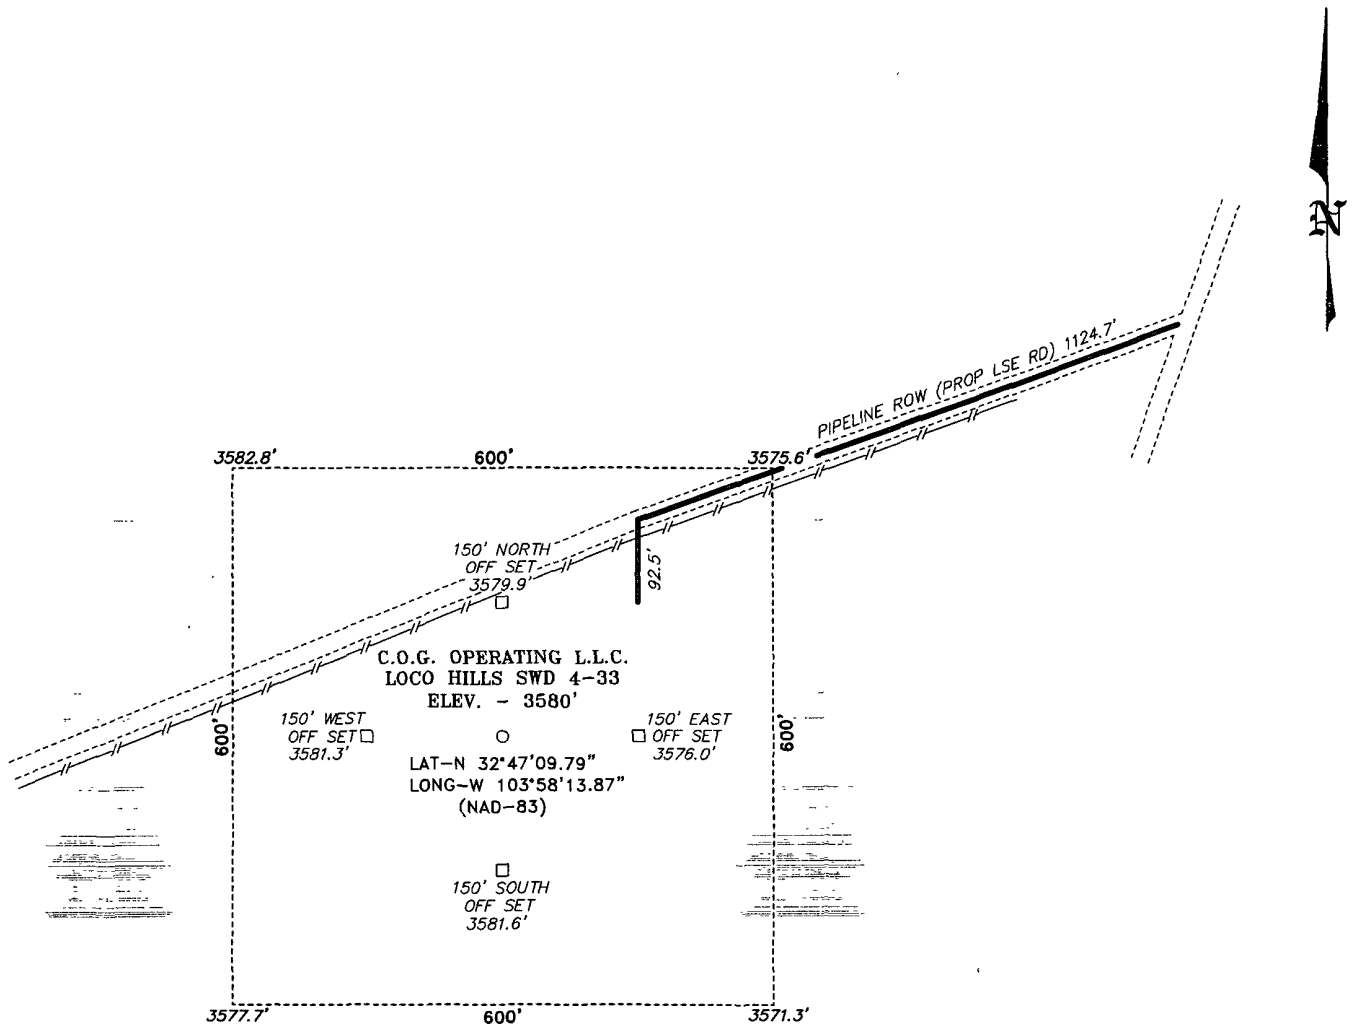 N
PIPELINE ROW (PROP LSE RD) 1124.7'
3582.8'
600'
3575.6'
150' NORTH
OFF SET
3579.9'
92.5'
C.O.G. OPERATING L.L.C.
LOCO HILLS SWD 4-33
ELEV. - 3580'
600'
150' WEST
OFF SET
3581.3'
150' EAST
OFF SET
3576.0'
600'
LAT-N 32°47'09.79"
LONG-W 103°58'13.87"
(NAD-83)
150' SOUTH
OFF SET
3581.6'
3577.7'
600'
3571.3'